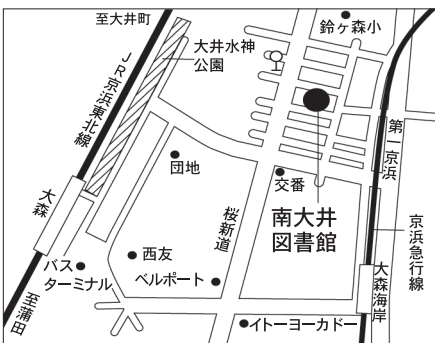 至大井町
鈴ヶ森小
大井水神
公園
JR京浜東北線
第一京浜
団地
交番
大森
桜新道
南大井
図書館
京浜急行線
西友
バス
ターミナル
ベルポート
大森海岸
至蒲田
イトーヨーカドー